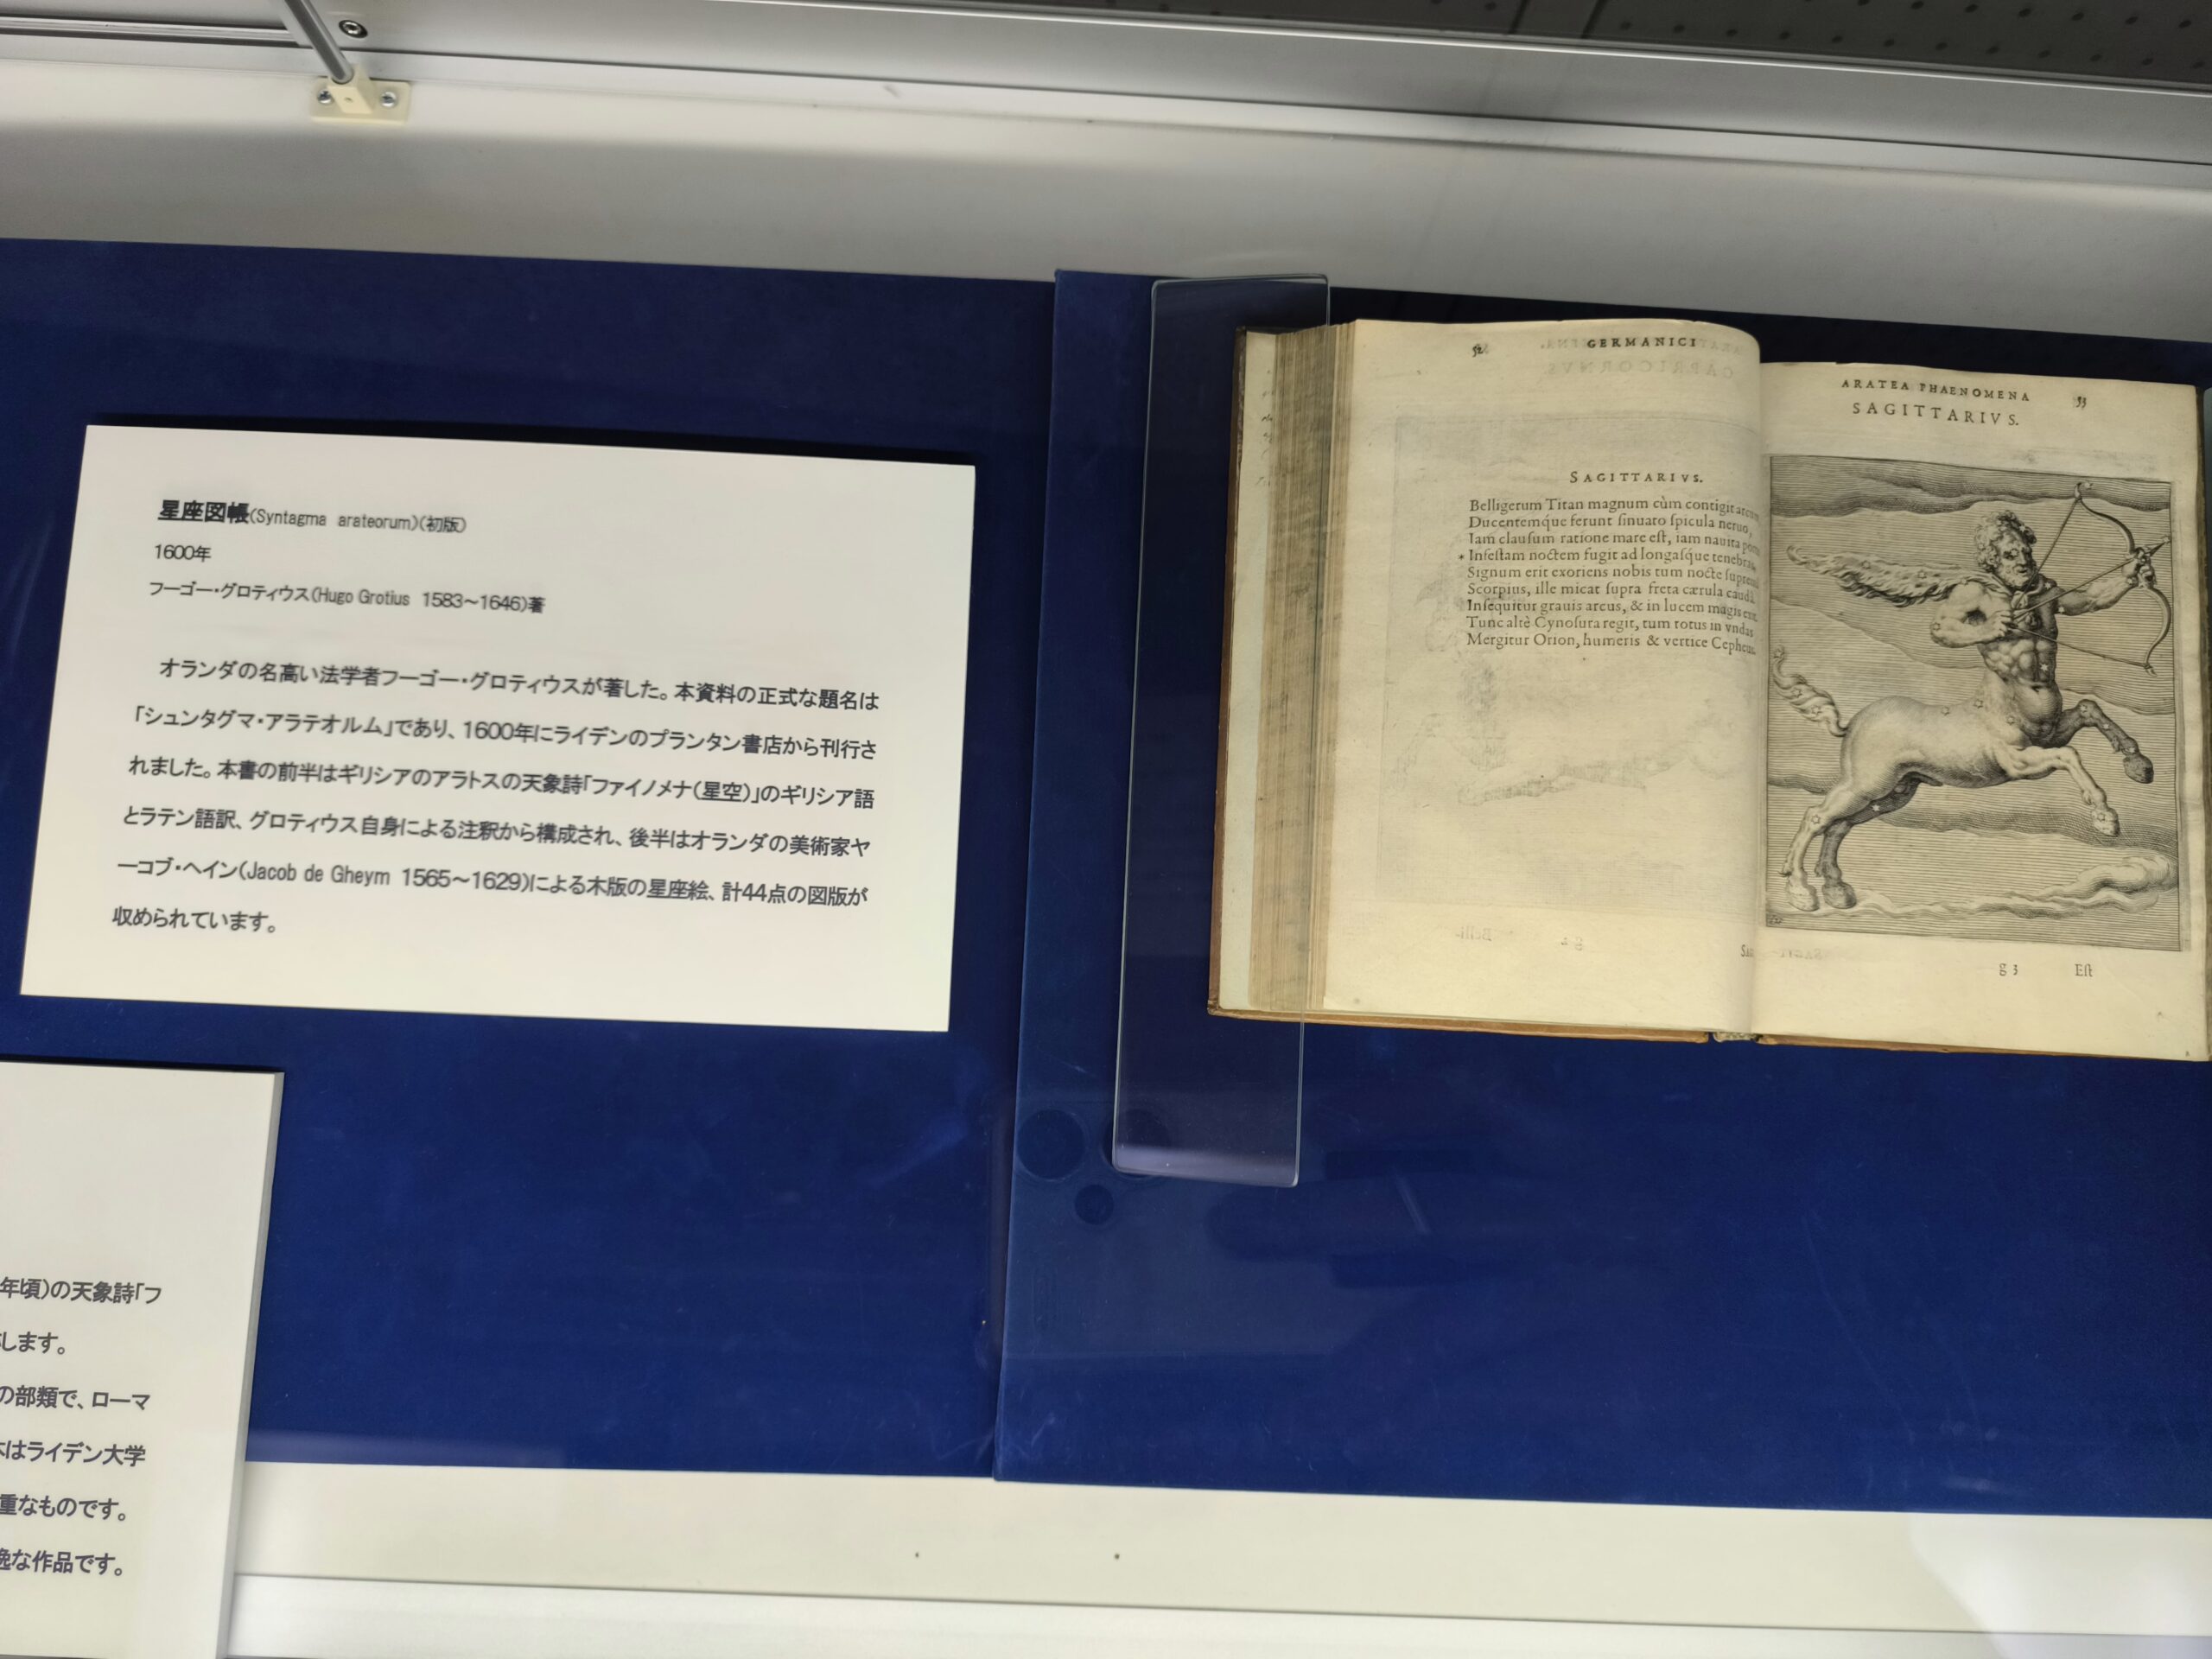 星座図帳(Syntagma arateorum)(初版)
1600年
フーゴー・グロティウス(Hugo Grotius 1583～1646)著
オランダの名高い法学者フーゴー・グロティウスが著した。本資料の正式な題名は
「シュンタグマ・アラテオルム」であり、1600年にライデンのプランタン書店から刊行さ
れました。本書の前半はギリシアのアラトスの天象詩「ファイノメナ(星空)」のギリシア語
とラテン語訳、グロティウス自身による注釈から構成され、後半はオランダの美術家ヤ
ーコブ・ヘイン(Jacob de Gheym 1565～1629)による木版の星座絵、計44点の図版が
収められています。
年頃)の天象詩「フ
します。
の部類で、ローマ
はライデン大学
重なものです。
な作品です。
52
GERMANICI
SAGITTARIVS.
Belligerum Titan magnum cùm contigit
Ducentemque ferunt ſinuato ſpicula neruo,
Iam clauſum ratione mare eſt, iam nauita
* Infeſtam noctem fugit ad longaſque tenebras,
Signum erit exoriens nobis tum nocte
Scorpius, ille micat ſupra freta cærula cauda,
Inſequitur grauis arcus, & in lucem magis
Tunc altè Cynoſura regit, tum totus in vndas
Mergitur Orion, humeris & vertice
ARATEA PHAENOMENA
53
SAGITTARIVS.
g 3
Eſt